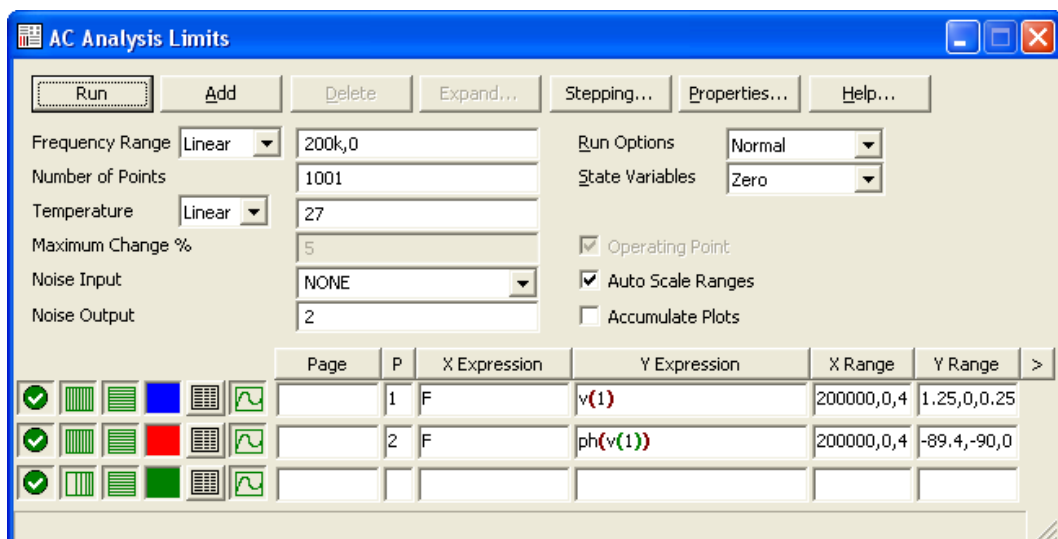 AC Analysis Limits
Run Add Delete Expand... Stepping... Properties... Help...
Frequency Range Linear 200k,0 Run Options Normal
Number of Points 1001 State Variables Zero
Temperature Linear 27
Maximum Change % 5 Operating Point
Noise Input NONE Auto Scale Ranges
Noise Output 2 Accumulate Plots
Page P X Expression Y Expression X Range Y Range >
1 F v(1) 200000,0,4 1.25,0,0.25
2 F ph(v(1)) 200000,0,4 -89.4,-90,0